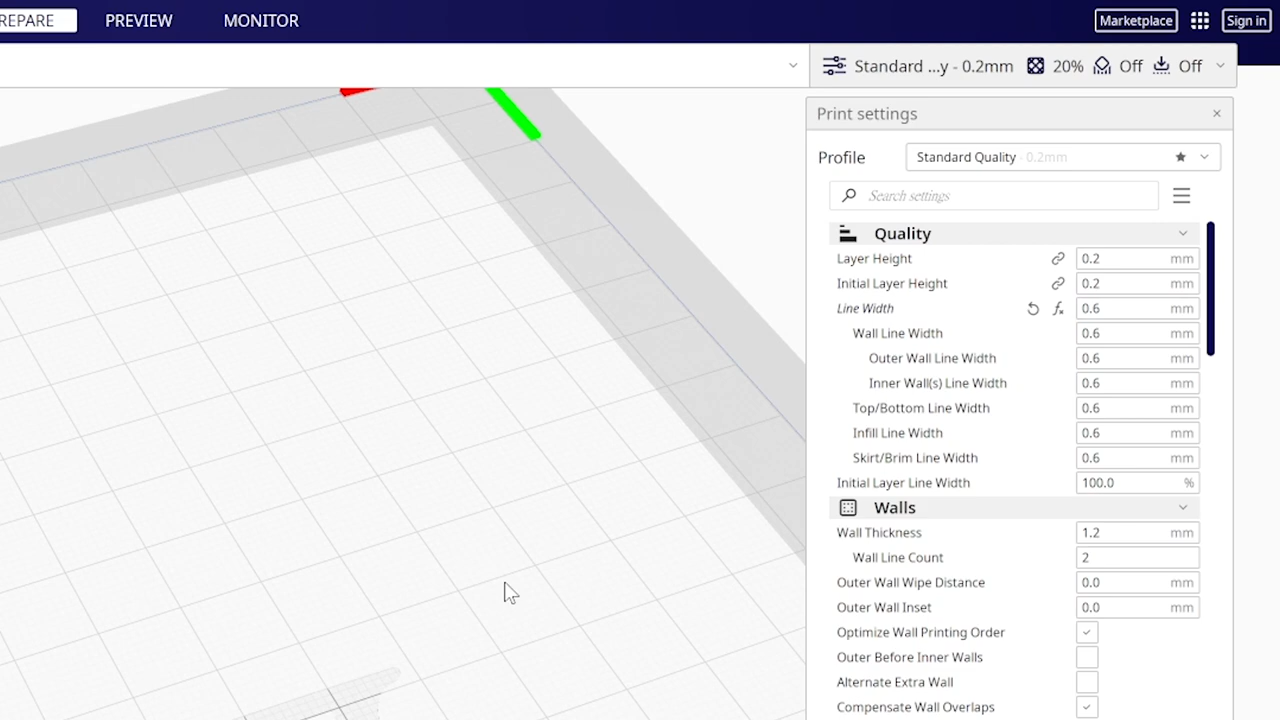 REPARE PREVIEW MONITOR Marketplace Sign in
Standard ...y - 0.2mm 20% Off Off
Print settings
Profile Standard Quality - 0.2mm
Search settings
Quality
Layer Height 0.2 mm
Initial Layer Height 0.2 mm
Line Width fx 0.6 mm
Wall Line Width 0.6 mm
Outer Wall Line Width 0.6 mm
Inner Wall(s) Line Width 0.6 mm
Top/Bottom Line Width 0.6 mm
Infill Line Width 0.6 mm
Skirt/Brim Line Width 0.6 mm
Initial Layer Line Width 100.0 %
Walls
Wall Thickness 1.2 mm
Wall Line Count 2
Outer Wall Wipe Distance 0.0 mm
Outer Wall Inset 0.0 mm
Optimize Wall Printing Order
Outer Before Inner Walls
Alternate Extra Wall
Compensate Wall Overlaps